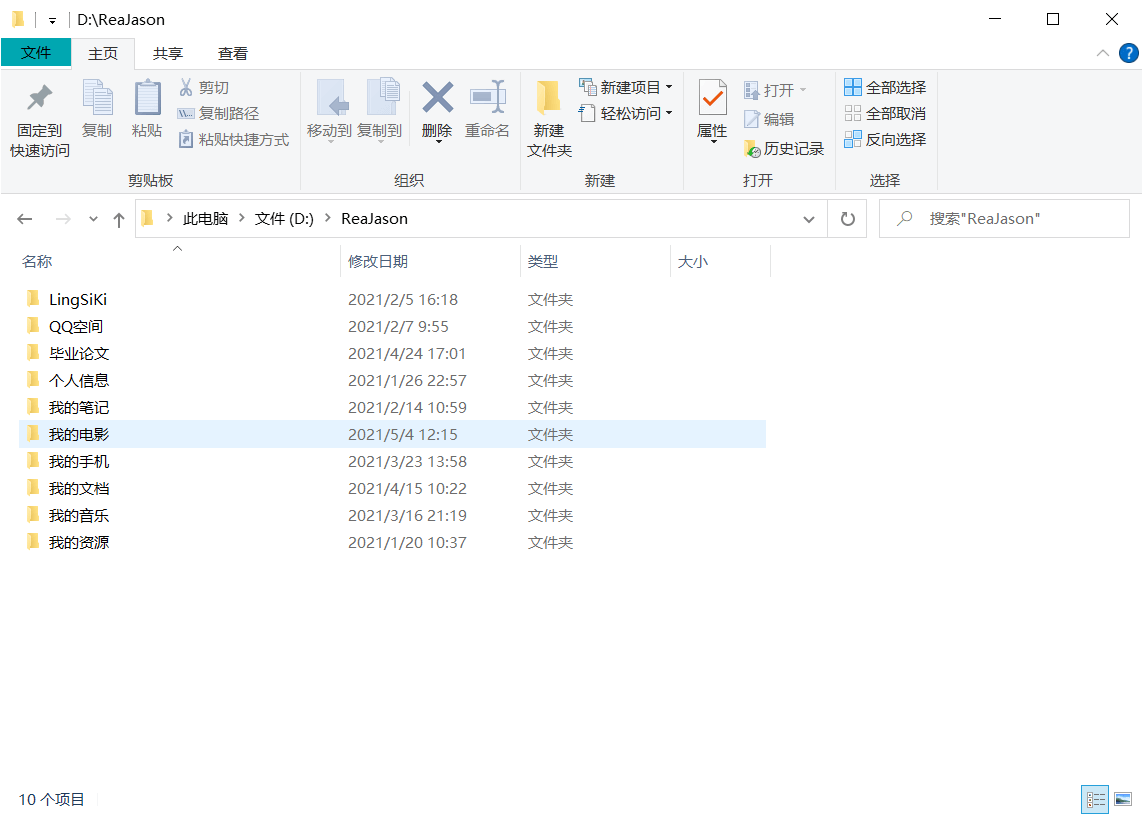 D:\ReaJason
文件 主页 共享 查看
固定到 快速访问
复制
粘贴
剪切
复制路径
粘贴快捷方式
剪贴板
移动到 复制到 删除 重命名
组织
新建 文件夹
新建项目
轻松访问
新建
属性
打开
编辑
历史记录
打开
全部选择
全部取消
反向选择
选择
此电脑 文件 (D:) ReaJason
搜索"ReaJason"
名称 修改日期 类型 大小
LingSiKi 2021/2/5 16:18 文件夹
QQ空间 2021/2/7 9:55 文件夹
毕业论文 2021/4/24 17:01 文件夹
个人信息 2021/1/26 22:57 文件夹
我的笔记 2021/2/14 10:59 文件夹
我的电影 2021/5/4 12:15 文件夹
我的手机 2021/3/23 13:58 文件夹
我的文档 2021/4/15 10:22 文件夹
我的音乐 2021/3/16 21:19 文件夹
我的资源 2021/1/20 10:37 文件夹
10 个项目